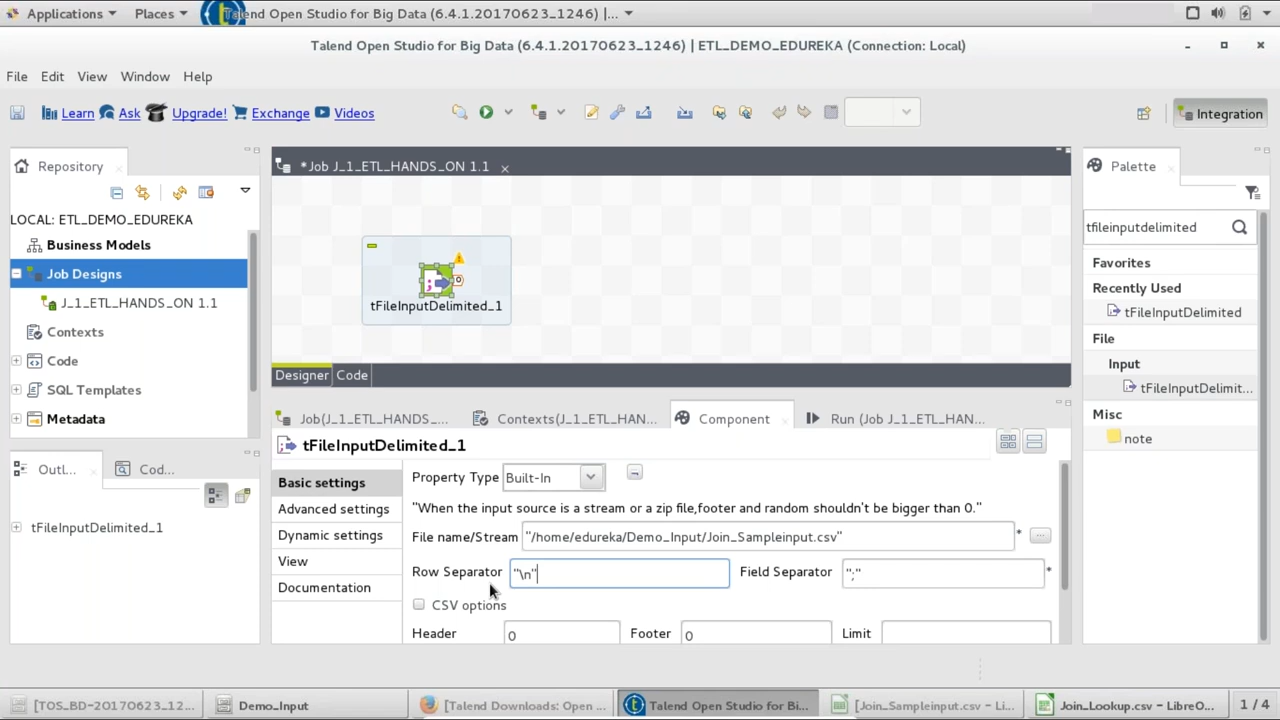 Applications Places Talend Open Studio for Big Data (6.4.1.20170623_1246) |...
Talend Open Studio for Big Data (6.4.1.20170623_1246) | ETL_DEMO_EDUREKA (Connection: Local)
File Edit View Window Help
Learn Ask Upgrade! Exchange Videos Integration
Repository
LOCAL: ETL_DEMO_EDUREKA
Business Models
Job Designs
J_1_ETL_HANDS_ON 1.1
Contexts
Code
SQL Templates
Metadata
Outl... Cod...
tFileInputDelimited_1
*Job J_1_ETL_HANDS_ON 1.1
tFileInputDelimited_1
Designer Code
Job(J_1_ETL_HANDS_... Contexts(J_1_ETL_HAN... Component Run (Job J_1_ETL_HAN...
tFileInputDelimited_1
Basic settings
Advanced settings
Dynamic settings
View
Documentation
Property Type Built-In
"When the input source is a stream or a zip file,footer and random shouldn't be bigger than 0."
File name/Stream "/home/edureka/Demo_Input/Join_Sampleinput.csv" * ...
Row Separator "\n" Field Separator ";" *
CSV options
Header 0 Footer 0 Limit
Palette
tfileinputdelimited
Favorites
Recently Used
tFileInputDelimited
File
Input
tFileInputDelimit...
Misc
note
[TOS_BD-20170623_12... Demo_Input [Talend Downloads: Open ... Talend Open Studio for Bi... [Join_Sampleinput.csv – Li... Join_Lookup.csv – LibreO... 1 / 4